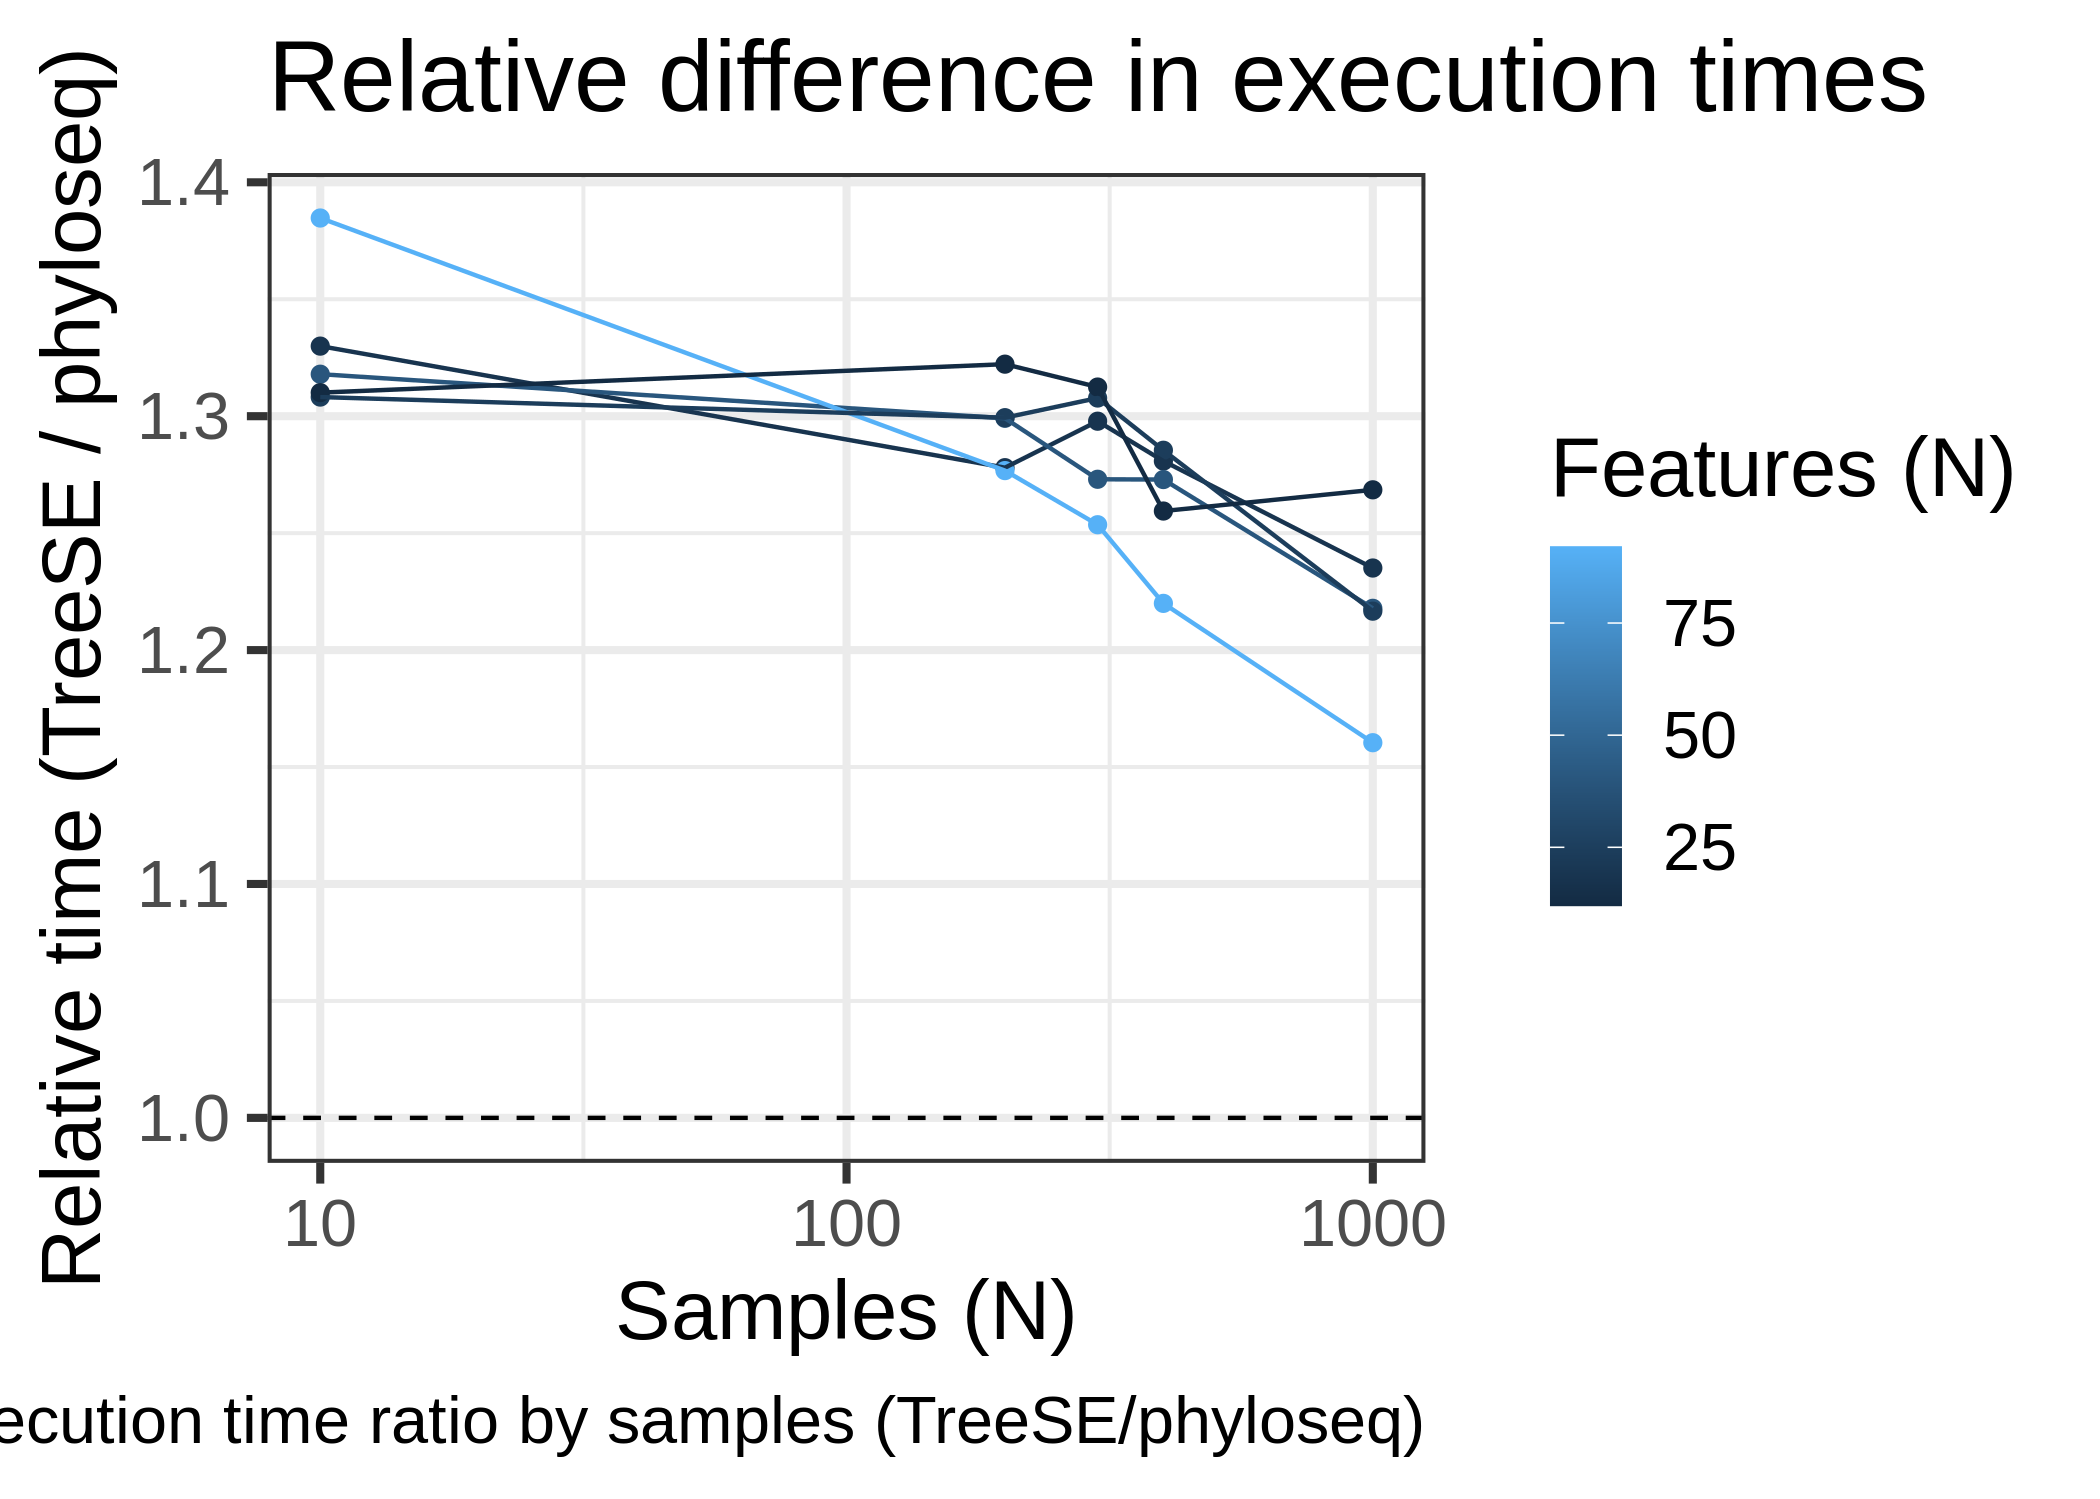 Relative difference in execution times
Relative time (TreeSE / phyloseq)
1.4
1.3
1.2
1.1
1.0
10 100 1000
Samples (N)
Features (N)
75
50
25
ecution time ratio by samples (TreeSE/phyloseq)